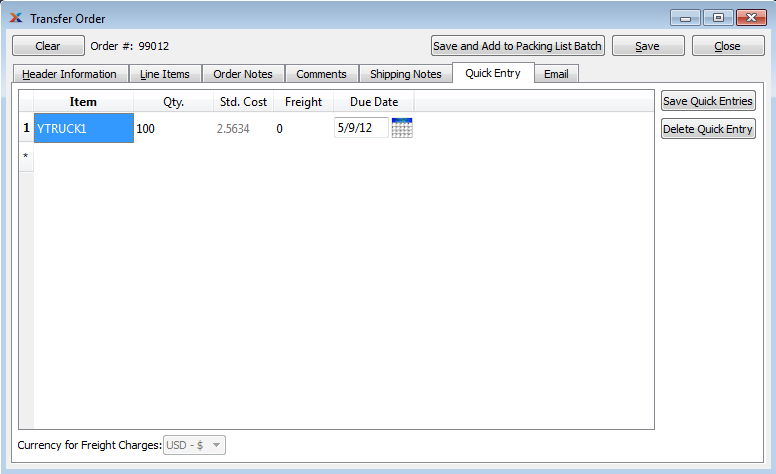 Transfer Order
Clear Order #: 99012 Save and Add to Packing List Batch Save Close
Header Information Line Items Order Notes Comments Shipping Notes Quick Entry Email
Item Qty. Std. Cost Freight Due Date Save Quick Entries
1 YTRUCK1 100 2.5634 0 5/9/12 Delete Quick Entry
*
Currency for Freight Charges: USD - $